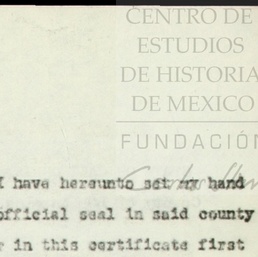 CENTRO DE
ESTUDIOS
DE HISTORIA
DE MEXICO
FUNDACIÓN
I have hereunto set my hand
official seal in said county
in this certificate first